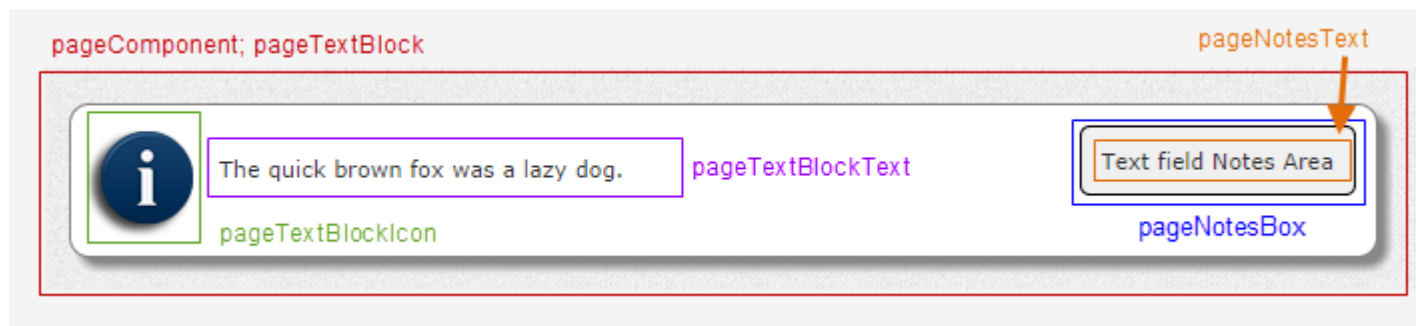 pageComponent; pageTextBlock
pageNotesText
i
The quick brown fox was a lazy dog.
pageTextBlockText
Text field Notes Area
pageTextBlockIcon
pageNotesBox